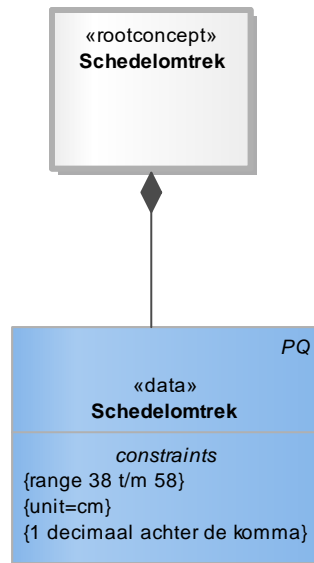 «rootconcept»
Schedelomtrek
PQ
«data»
Schedelomtrek
constraints
{range 38 t/m 58}
{unit=cm}
{1 decimaal achter de komma}